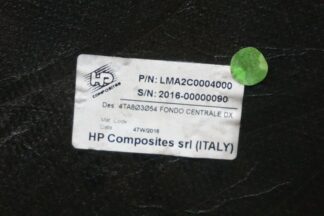 HP
COMPOSITES
P/N: LMA2C0004000
S/N: 2016-00000090
Des. 4TA803054 FONDO CENTRALE DX
Mat. Code
Date 47W/2016
HP Composites srl (ITALY)